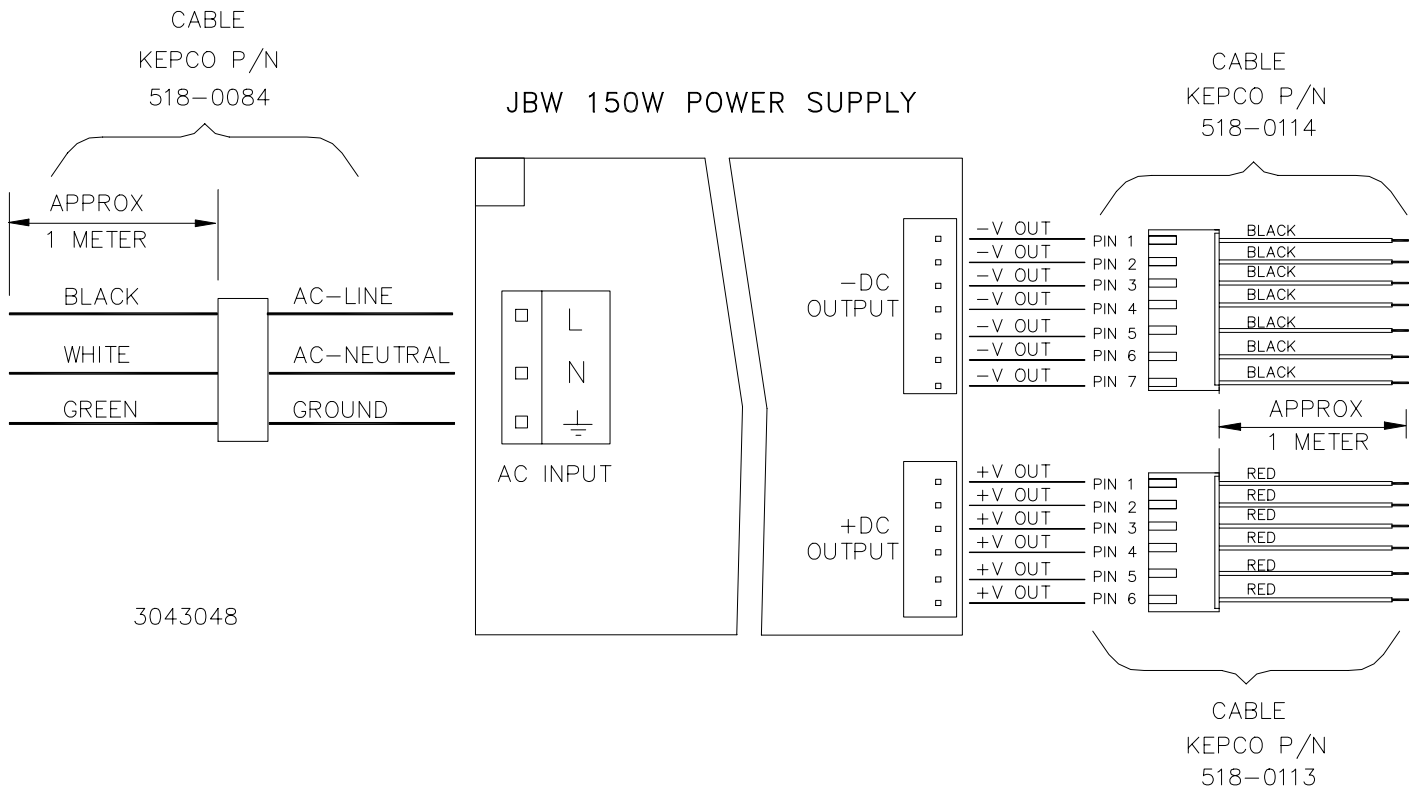 CABLE
KEPCO P/N
518-0084
JBW 150W POWER SUPPLY
CABLE
KEPCO P/N
518-0114
APPROX
1 METER
BLACK
AC-LINE
WHITE
AC-NEUTRAL
GREEN
GROUND
L
N
AC INPUT
-DC
OUTPUT
-V OUT PIN 1 BLACK
-V OUT PIN 2 BLACK
-V OUT PIN 3 BLACK
-V OUT PIN 4 BLACK
-V OUT PIN 5 BLACK
-V OUT PIN 6 BLACK
-V OUT PIN 7 BLACK
APPROX
1 METER
+DC
OUTPUT
+V OUT PIN 1 RED
+V OUT PIN 2 RED
+V OUT PIN 3 RED
+V OUT PIN 4 RED
+V OUT PIN 5 RED
+V OUT PIN 6 RED
3043048
CABLE
KEPCO P/N
518-0113